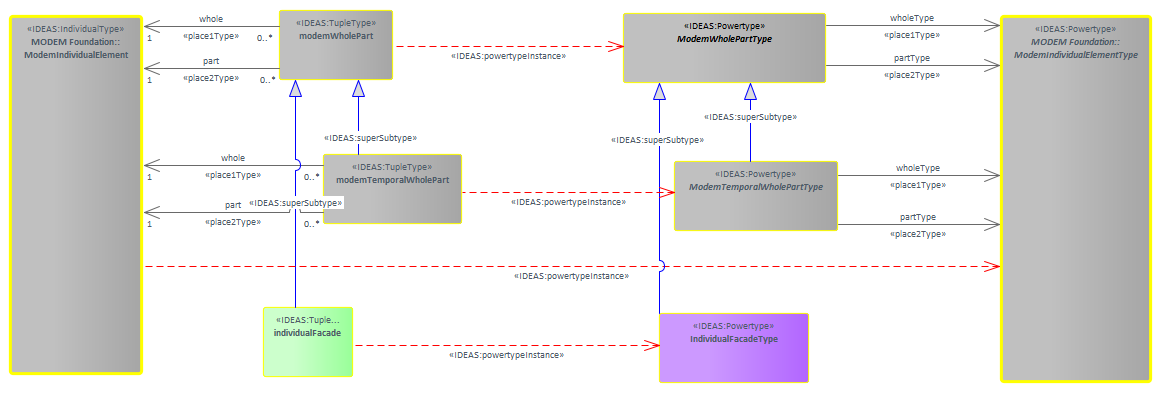 «IDEAS:IndividualType»
MODEM Foundation::
ModemIndividualElement
whole
1
«place1Type»
0..*
part
1
«place2Type»
0..*
«IDEAS:TupleType»
modemWholePart
«IDEAS:powertypeInstance»
«IDEAS:Powertype»
ModemWholePartType
wholeType
«place1Type»
partType
«place2Type»
«IDEAS:Powertype»
MODEM Foundation::
ModemIndividualElementType
«IDEAS:superSubtype»
«IDEAS:superSubtype»
«IDEAS:superSubtype»
whole
1
«place1Type»
0..*
part
«IDEAS:superSubtype»
1
«place2Type»
0..*
«IDEAS:TupleType»
modemTemporalWholePart
«IDEAS:powertypeInstance»
«IDEAS:Powertype»
ModemTemporalWholePartType
wholeType
«place1Type»
partType
«place2Type»
«IDEAS:powertypeInstance»
«IDEAS:Tuple...
individualFacade
«IDEAS:powertypeInstance»
«IDEAS:Powertype»
IndividualFacadeType